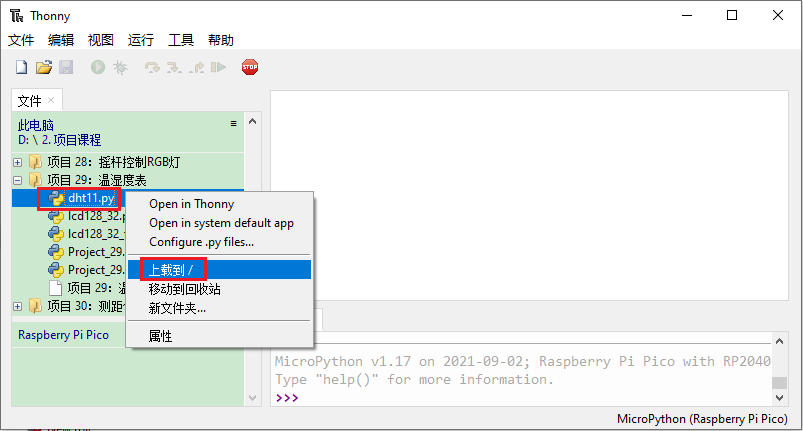 Thonny
文件 编辑 视图 运行 工具 帮助
STOP
文件
此电脑
D: \ 2. 项目课程
项目 28：摇杆控制RGB灯
项目 29：温湿度表
dht11.py
lcd128_32.
lcd128_32_
Project_29.
Project_29.
项目 29：
项目 30：测距
Raspberry Pi Pico
Open in Thonny
Open in system default app
Configure .py files...
上载到 /
移动到回收站
新文件夹...
属性
MicroPython v1.17 on 2021-09-02; Raspberry Pi Pico with RP2040
Type "help()" for more information.
>>>
MicroPython (Raspberry Pi Pico)